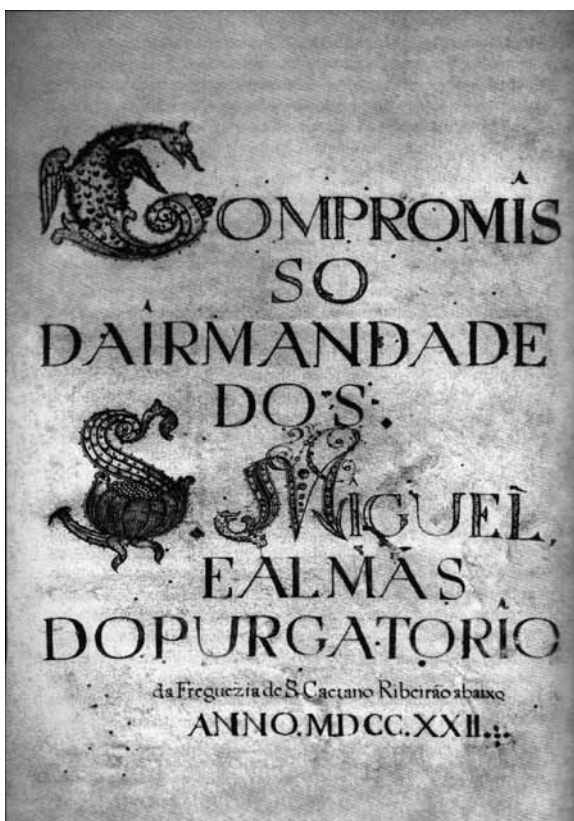 COMPROMIS
SO
DAIRMANDADE
DOS.
S. MIGUEL,
EALMAS
DOPURGATORIO
da Freguezia de S. Caetano Ribeirão abaixo
ANNO.MDCC.XXII.